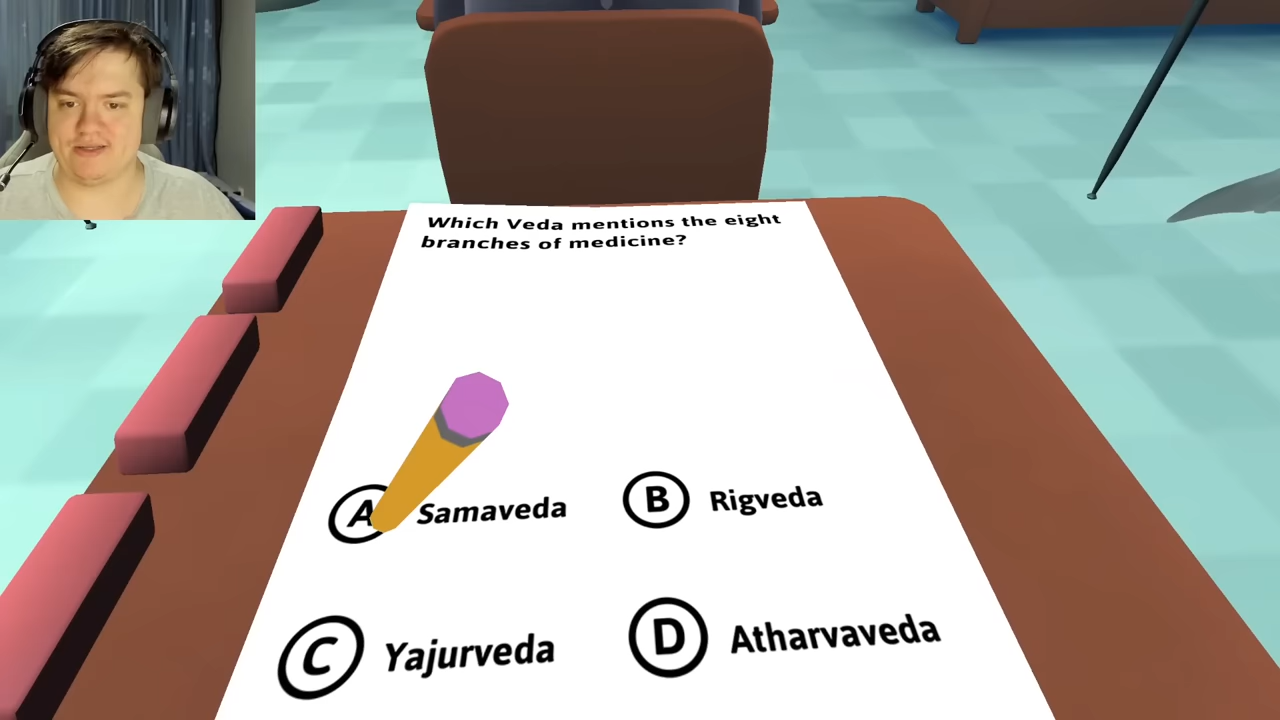 Which Veda mentions the eight
branches of medicine?
A Samaveda
B Rigveda
C Yajurveda
D Atharvaveda